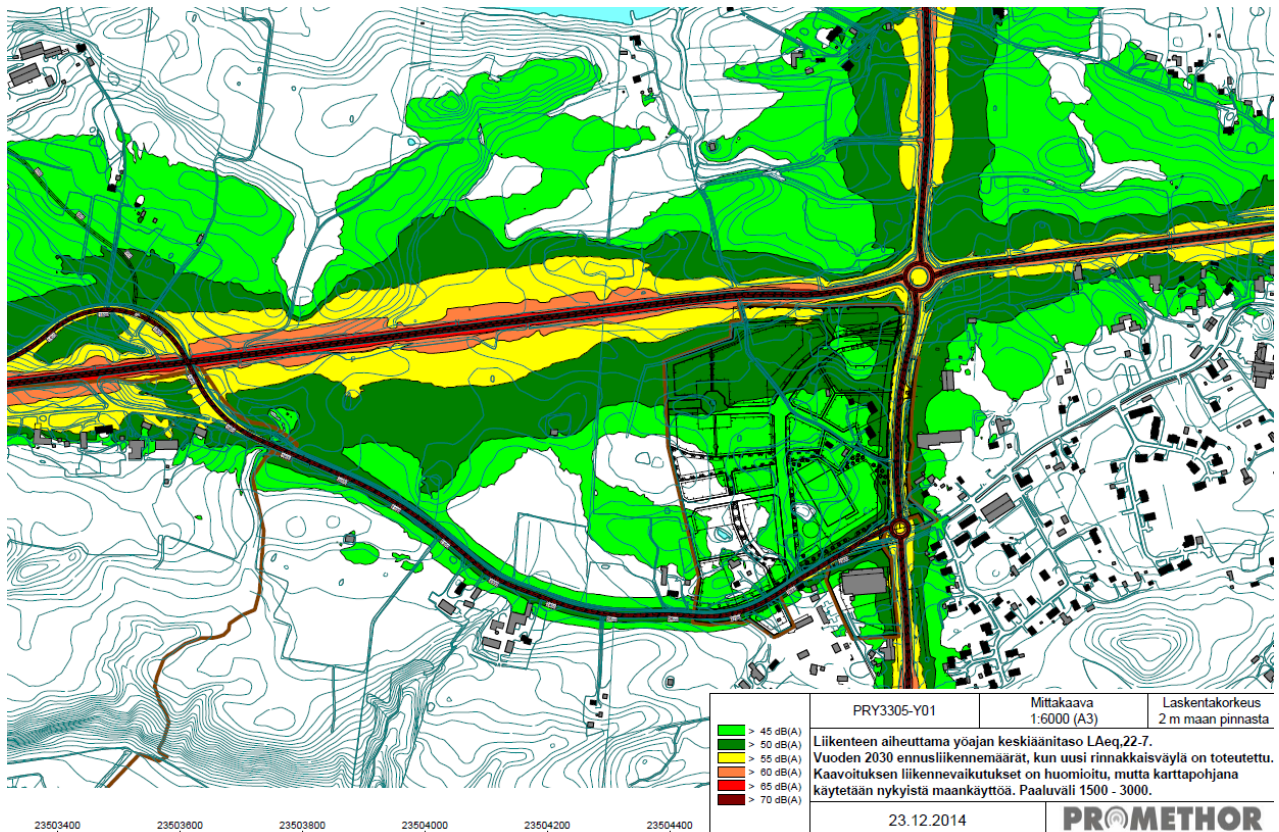 PRY3305-Y01
Mittakaava
1:6000 (A3)
Laskentakorkeus
2 m maan pinnasta
> 45 dB(A)
> 50 dB(A)
> 55 dB(A)
> 60 dB(A)
> 65 dB(A)
> 70 dB(A)
Liikenteen aiheuttama yöajan keskiäänitaso LAeq,22-7.
Vuoden 2030 ennusliikennemäärät, kun uusi rinnakkaisväylä on toteutettu.
Kaavoituksen liikennevaikutukset on huomioitu, mutta karttapohjana
käytetään nykyistä maankäyttöä. Paaluväli 1500 - 3000.
23.12.2014
PROMETHOR
23503400 23503600 23503800 23504000 23504200 23504400